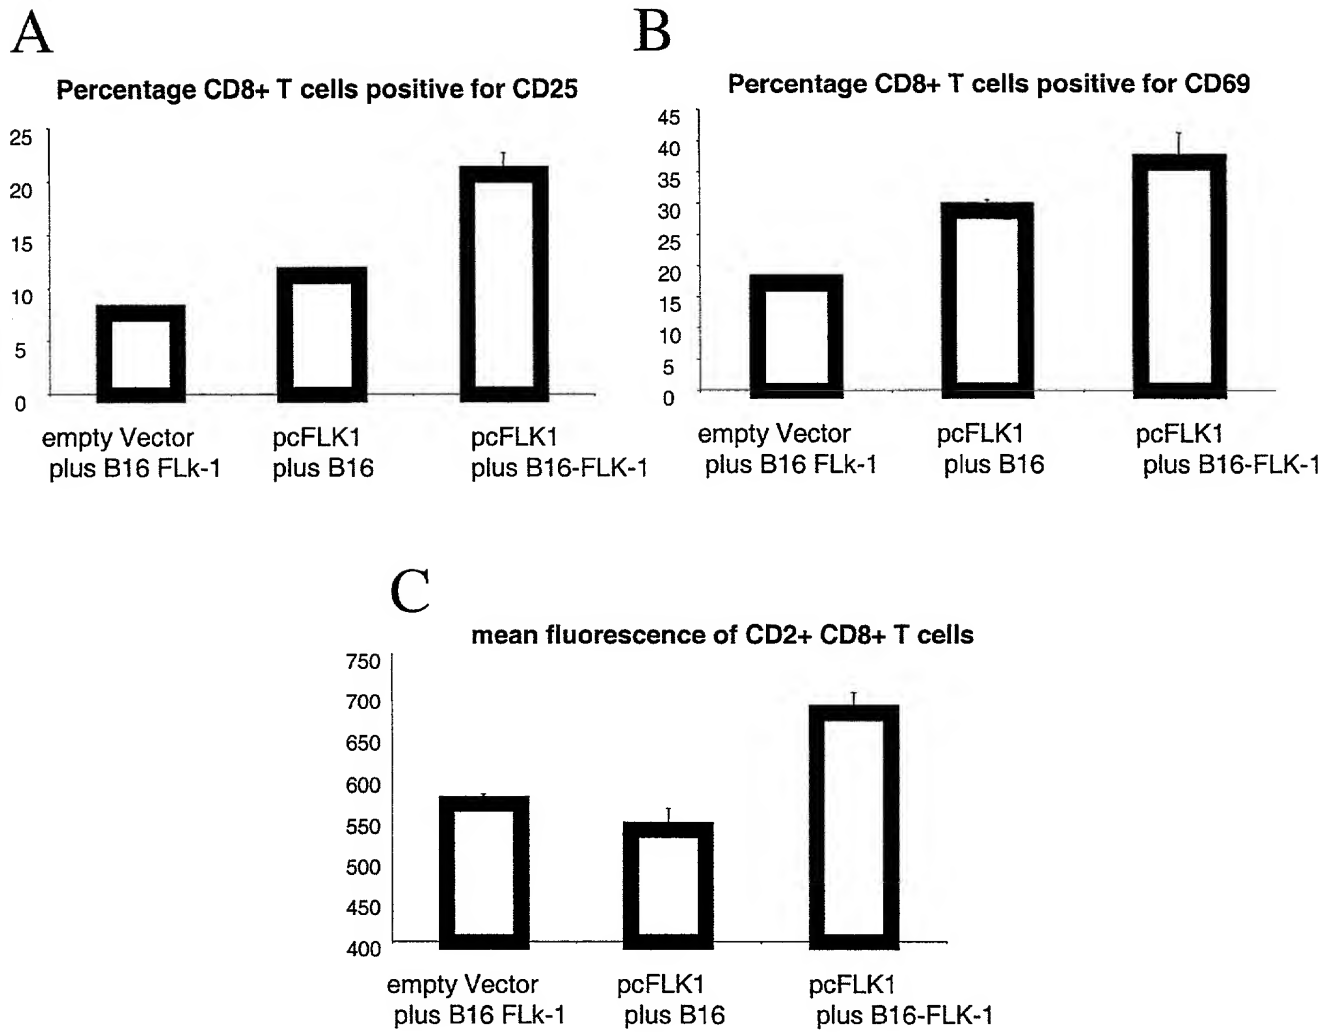 A
Percentage CD8+ T cells positive for CD25
25
20
15
10
5
0
empty Vector
plus B16 FLk-1
pcFLK1
plus B16
pcFLK1
plus B16-FLK-1
B
Percentage CD8+ T cells positive for CD69
45
40
35
30
25
20
15
10
5
0
empty Vector
plus B16 FLk-1
pcFLK1
plus B16
pcFLK1
plus B16-FLK-1
C
mean fluorescence of CD2+ CD8+ T cells
750
700
650
600
550
500
450
400
empty Vector
plus B16 FLk-1
pcFLK1
plus B16
pcFLK1
plus B16-FLK-1